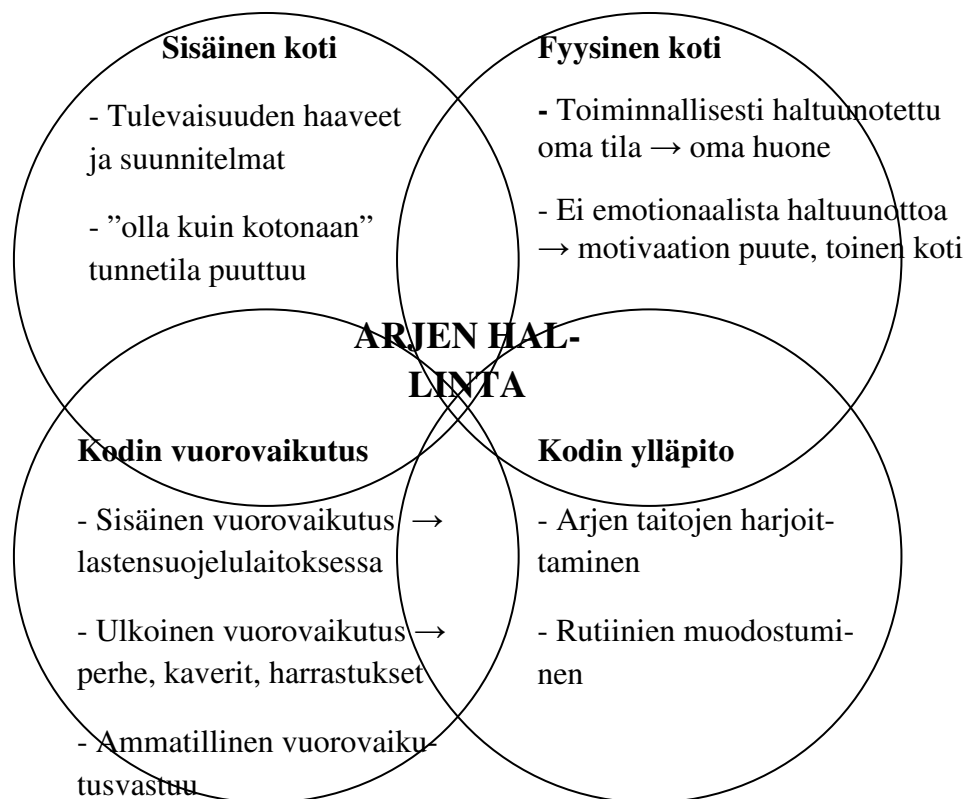 Sisäinen koti
- Tulevaisuuden haaveet
ja suunnitelmat
- ”olla kuin kotonaan”
tunnetila puuttuu
Fyysinen koti
- Toiminnallisesti haltuunotettu
oma tila → oma huone
- Ei emotionaalista haltuunottoa
→ motivaation puute, toinen koti
ARJEN HAL-
LINTA
Kodin vuorovaikutus
- Sisäinen vuorovaikutus →
lastensuojelulaitoksessa
- Ulkoinen vuorovaikutus →
perhe, kaverit, harrastukset
- Ammatillinen vuorovaiku-
tusvastuu
Kodin ylläpito
- Arjen taitojen harjoit-
taminen
- Rutiinien muodostumi-
nen